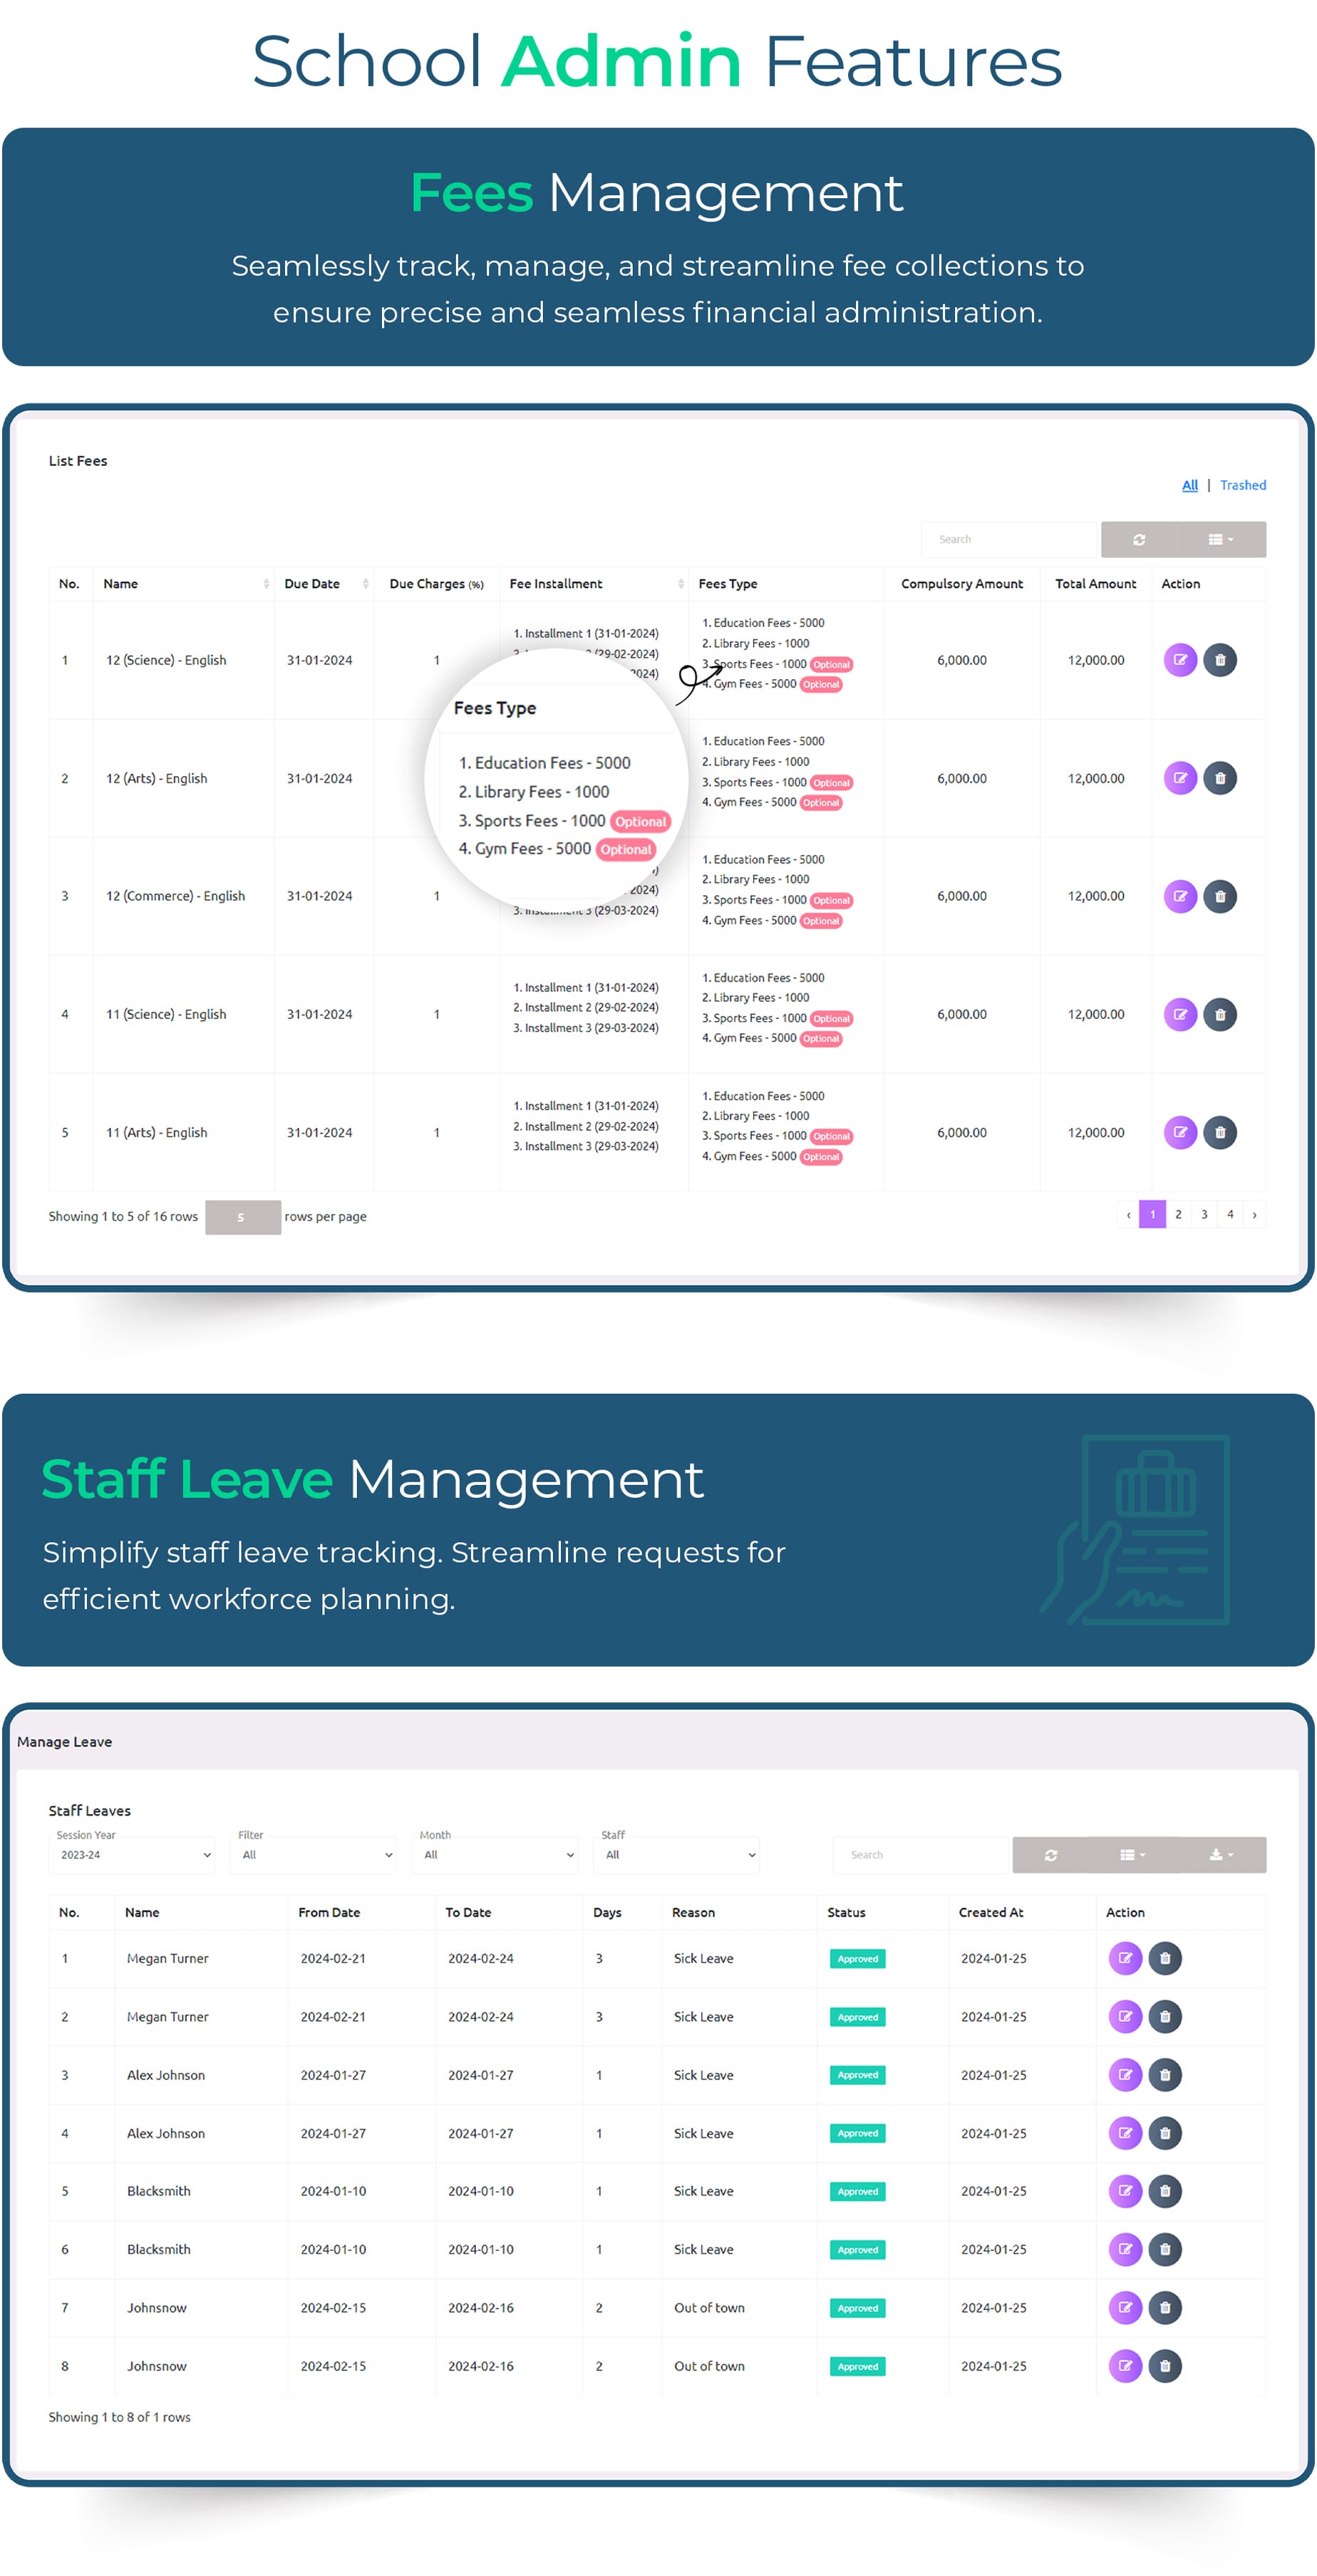 School Admin Features
Fees Management
Seamlessly track, manage, and streamline fee collections to
ensure precise and seamless financial administration.
List Fees
All | Trashed
Search
No. Name Due Date Due Charges (%) Fee Installment Fees Type Compulsory Amount Total Amount Action
1 12 (Science) - English 31-01-2024 1 6,000.00 12,000.00
1. Installment 1 (31-01-2024)
(29-02-2024)
2024)
1. Education Fees - 5000
2. Library Fees - 1000
3. Sports Fees - 1000 Optional
4. Gym Fees - 5000 Optional
Fees Type
1. Education Fees - 5000
2. Library Fees - 1000
3. Sports Fees - 1000 Optional
4. Gym Fees - 5000 Optional
2 12 (Arts) - English 31-01-2024 6,000.00 12,000.00
1. Education Fees - 5000
2. Library Fees - 1000
3. Sports Fees - 1000 Optional
4. Gym Fees - 5000 Optional
3 12 (Commerce) - English 31-01-2024 1 6,000.00 12,000.00
2024)
3. Installment 3 (29-03-2024)
1. Education Fees - 5000
2. Library Fees - 1000
3. Sports Fees - 1000 Optional
4. Gym Fees - 5000 Optional
4 11 (Science) - English 31-01-2024 1 6,000.00 12,000.00
1. Installment 1 (31-01-2024)
2. Installment 2 (29-02-2024)
3. Installment 3 (29-03-2024)
1. Education Fees - 5000
2. Library Fees - 1000
3. Sports Fees - 1000 Optional
4. Gym Fees - 5000 Optional
5 11 (Arts) - English 31-01-2024 1 6,000.00 12,000.00
1. Installment 1 (31-01-2024)
2. Installment 2 (29-02-2024)
3. Installment 3 (29-03-2024)
1. Education Fees - 5000
2. Library Fees - 1000
3. Sports Fees - 1000 Optional
4. Gym Fees - 5000 Optional
Showing 1 to 5 of 16 rows 5 rows per page ‹ 1 2 3 4 ›
Staff Leave Management
Simplify staff leave tracking. Streamline requests for
efficient workforce planning.
Manage Leave
Staff Leaves
Session Year Filter Month Staff
2023-24 All All All Search
No. Name From Date To Date Days Reason Status Created At Action
1 Megan Turner 2024-02-21 2024-02-24 3 Sick Leave Approved 2024-01-25
2 Megan Turner 2024-02-21 2024-02-24 3 Sick Leave Approved 2024-01-25
3 Alex Johnson 2024-01-27 2024-01-27 1 Sick Leave Approved 2024-01-25
4 Alex Johnson 2024-01-27 2024-01-27 1 Sick Leave Approved 2024-01-25
5 Blacksmith 2024-01-10 2024-01-10 1 Sick Leave Approved 2024-01-25
6 Blacksmith 2024-01-10 2024-01-10 1 Sick Leave Approved 2024-01-25
7 Johnsnow 2024-02-15 2024-02-16 2 Out of town Approved 2024-01-25
8 Johnsnow 2024-02-15 2024-02-16 2 Out of town Approved 2024-01-25
Showing 1 to 8 of 1 rows